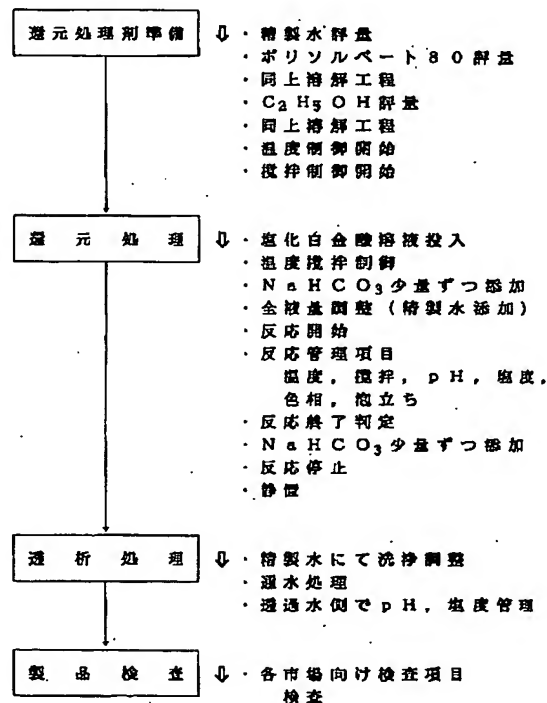 還元処理剤準備 ⇩・精製水評量
・ポリソルベート80評量
・同上溶解工程
・C2H5OH評量
・同上溶解工程
・温度制御開始
・撹拌制御開始
還元処理 ⇩・塩化白金酸溶液投入
・温度撹拌制御
・NaHCO3少量ずつ添加
・全液量調整(精製水添加)
・反応開始
・反応管理項目
温度,撹拌,pH,塩度,
色相,泡立ち
・反応終了判定
・NaHCO3少量ずつ添加
・反応停止
・静置
透析処理 ⇩・精製水にて洗浄調整
・通水処理
・透過水側でpH,塩度管理
製品検査 ⇩・各市場向け検査項目
検査